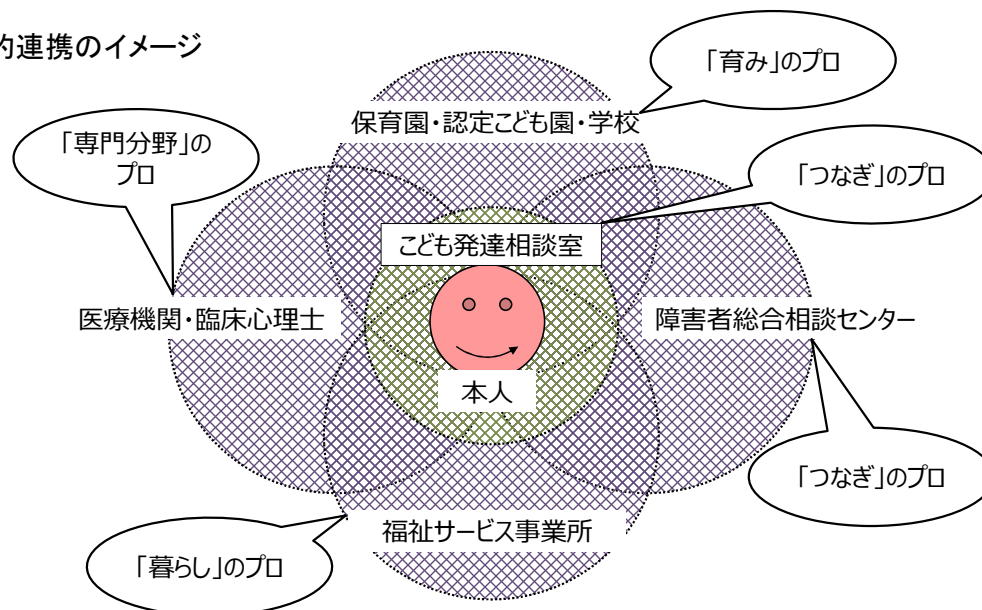 的連携のイメージ
「育み」のプロ
保育園・認定こども園・学校
「専門分野」の
プロ
「つなぎ」のプロ
こども発達相談室
医療機関・臨床心理士
障害者総合相談センター
本人
「つなぎ」のプロ
福祉サービス事業所
「暮らし」のプロ